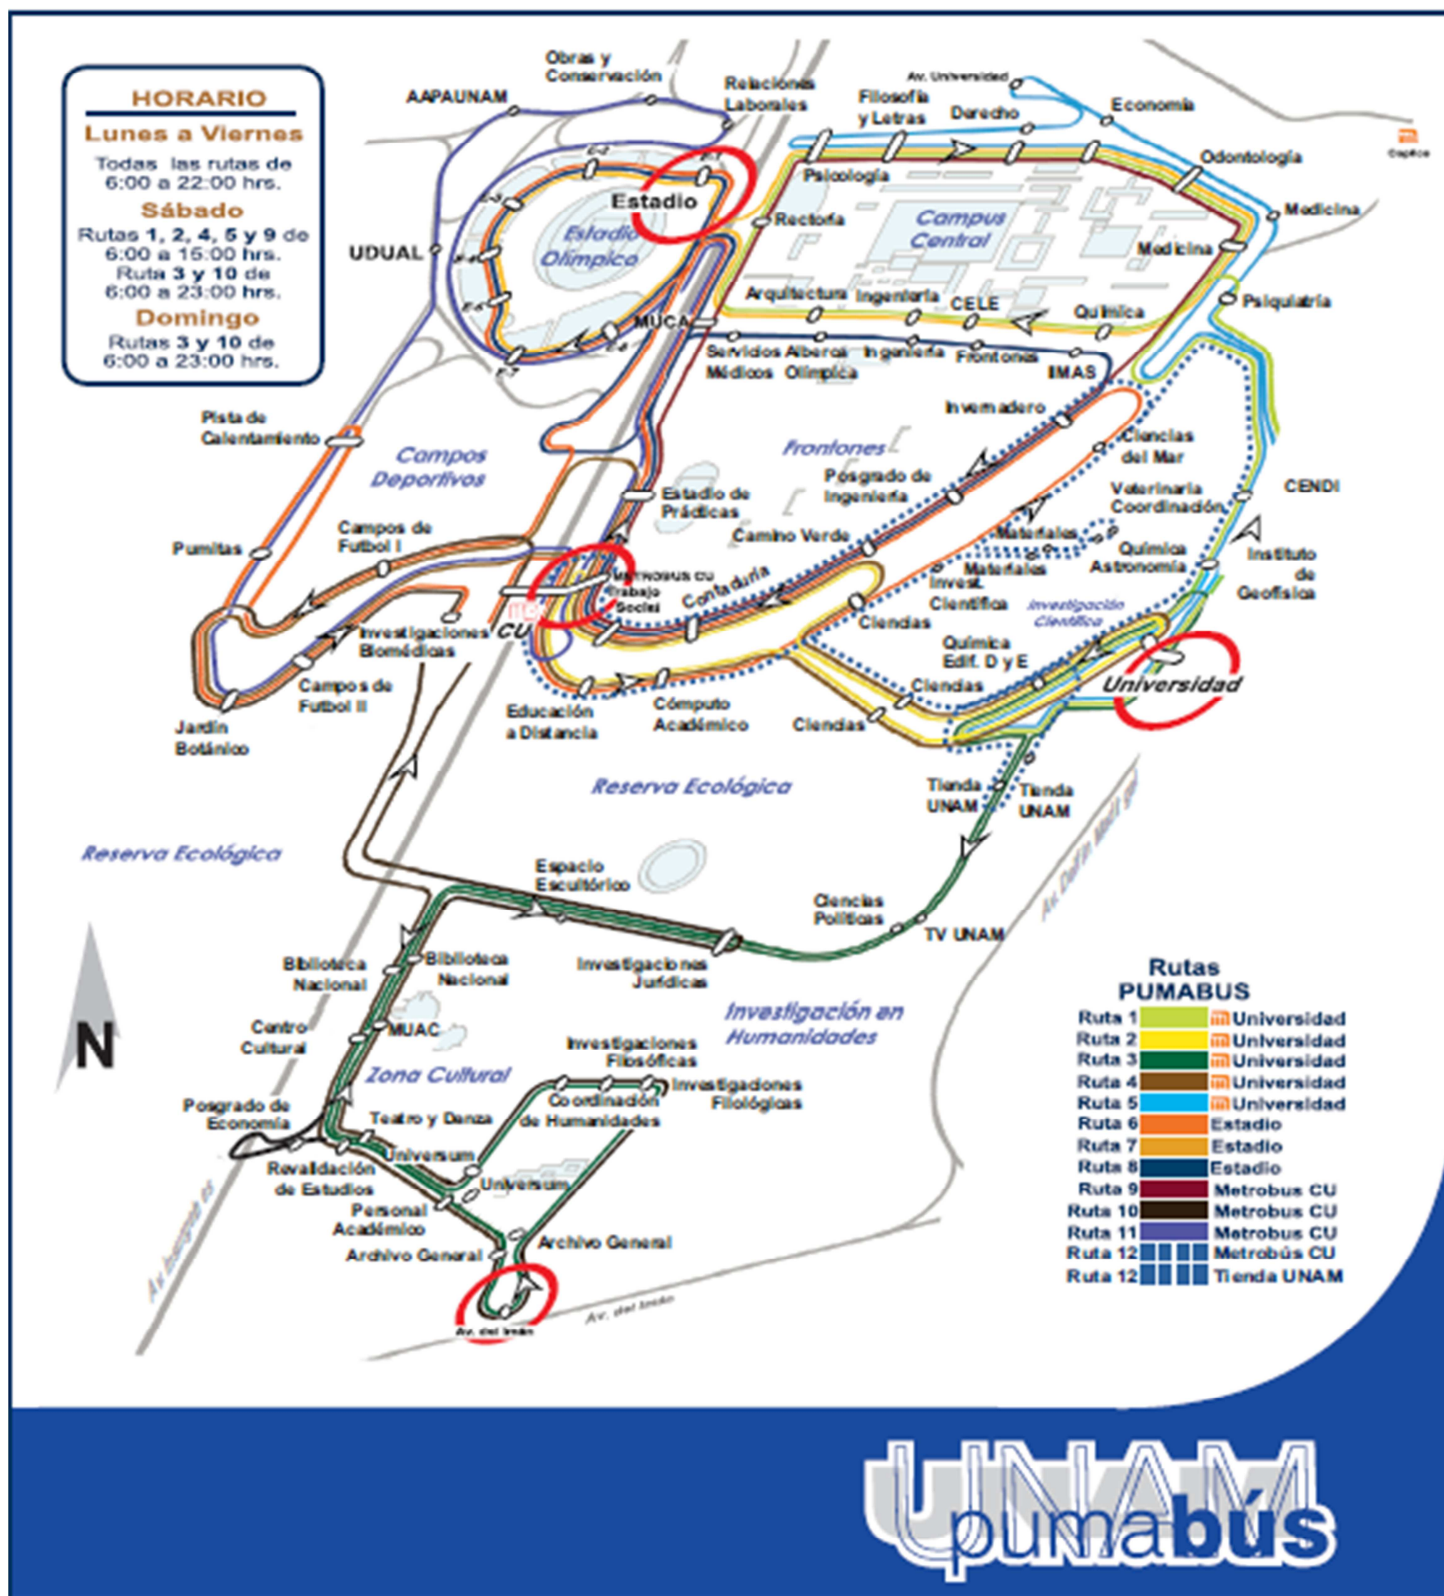 HORARIO
Lunes a Viernes
Todas las rutas de
6:00 a 22:00 hrs.
Sábado
Rutas 1, 2, 4, 5 y 9 de
6:00 a 15:00 hrs.
Ruta 3 y 10 de
6:00 a 23:00 hrs.
Domingo
Rutas 3 y 10 de
6:00 a 23:00 hrs.
Obras y
Conservación
AAPAUNAM
Relaciones
Laborales
Av. Universidad
Filosofía
y Letras
Derecho
Economía
Odontología
Psicología
E-2
E-1
E-3
Estadio
Estadio
Olímpico
Rectoría
Campus
Central
Medicina
Medicina
UDUAL
E-5
E-7
MUCA
Arquitectura
Ingeniería
CELE
Química
Psiquiatría
Servicios
Médicos
Alberca
Olímpica
Ingeniería
Frontones
IIMAS
Pista de
Calentamiento
Campos
Deportivos
Invernadero
Frontones
Ciencias
del Mar
Posgrado de
Ingeniería
Estadio de
Prácticas
Veterinaria
Coordinación
CENDI
Pumitas
Campos de
Futbol I
Camino Verde
Materiales
Materiales
Química
Astronomía
Instituto
de
Geofísica
METROBUS CU
Trabajo
Social
Contaduría
Invest.
Científica
Investigación
Científica
CU
Investigaciones
Biomédicas
Ciencias
Química
Edif. D y E
Campos de
Futbol II
Ciencias
Universidad
Jardín
Botánico
Educación
a Distancia
Cómputo
Académico
Ciencias
Reserva Ecológica
Tienda
UNAM
Tienda
UNAM
Reserva Ecológica
Espacio
Escultórico
Ciencias
Políticas
TV UNAM
Biblioteca
Nacional
Biblioteca
Nacional
Investigaciones
Jurídicas
Investigación en
Humanidades
Centro
Cultural
MUAC
Zona Cultural
Investigaciones
Filosóficas
Investigaciones
Filológicas
Coordinación
de Humanidades
Posgrado de
Economía
Teatro y Danza
Universum
Universum
Revalidación
de Estudios
Personal
Académico
Archivo General
Archivo General
Av. del Imán
Av. del Imán
N
Rutas
PUMABUS
Ruta 1 Universidad
Ruta 2 Universidad
Ruta 3 Universidad
Ruta 4 Universidad
Ruta 5 Universidad
Ruta 6 Estadio
Ruta 7 Estadio
Ruta 8 Estadio
Ruta 9 Metrobus CU
Ruta 10 Metrobus CU
Ruta 11 Metrobus CU
Ruta 12 Metrobús CU
Ruta 12 Tienda UNAM
UNAM
pumabús